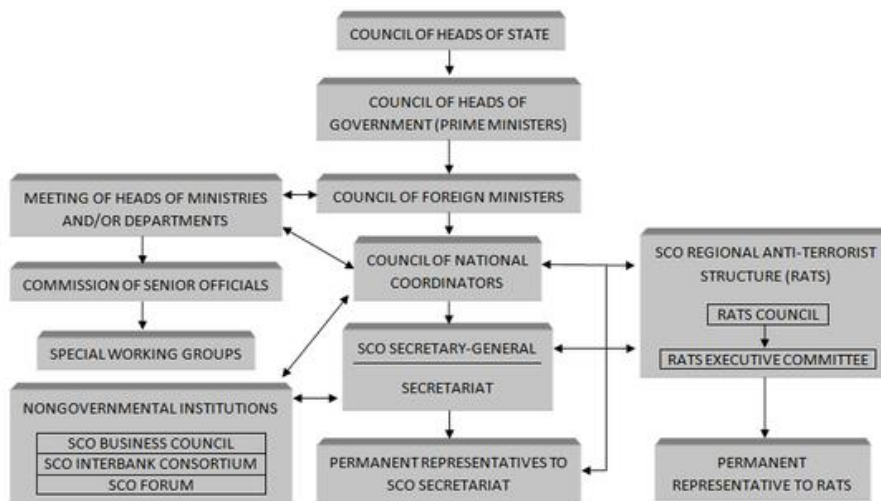 COUNCIL OF HEADS OF STATE
COUNCIL OF HEADS OF
GOVERNMENT (PRIME MINISTERS)
MEETING OF HEADS OF MINISTRIES
AND/OR DEPARTMENTS
COUNCIL OF FOREIGN MINISTERS
COMMISSION OF SENIOR OFFICIALS
COUNCIL OF NATIONAL
COORDINATORS
SCO REGIONAL ANTI-TERRORIST
STRUCTURE (RATS)
RATS COUNCIL
RATS EXECUTIVE COMMITTEE
SPECIAL WORKING GROUPS
SCO SECRETARY-GENERAL
SECRETARIAT
NONGOVERNMENTAL INSTITUTIONS
SCO BUSINESS COUNCIL
SCO INTERBANK CONSORTIUM
SCO FORUM
PERMANENT REPRESENTATIVES TO
SCO SECRETARIAT
PERMANENT
REPRESENTATIVE TO RATS